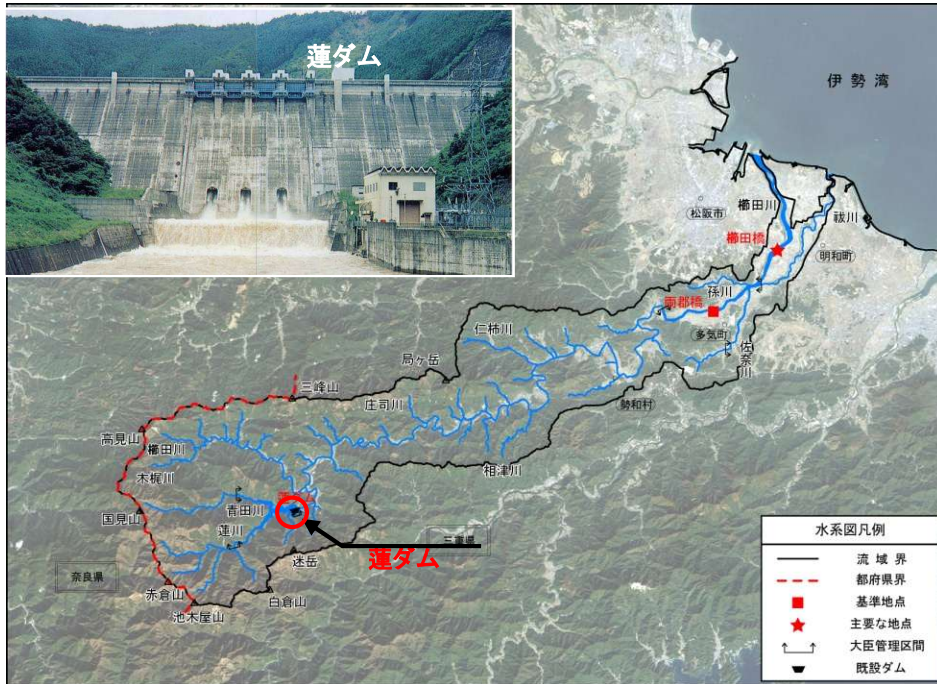 蓮ダム
伊勢湾
櫛田川
祓川
松阪市
櫛田橋
明和町
孫川
両郡橋
多気町
佐奈川
仁柿川
局ヶ岳
三峰山
庄司川
勢和村
高見山
櫛田川
木梶川
相津川
青田川
国見山
蓮川
三重県
蓮ダム
迷岳
奈良県
赤倉山
白倉山
池木屋山
水系図凡例
流域界
都府県界
基準地点
主要な地点
大臣管理区間
既設ダム